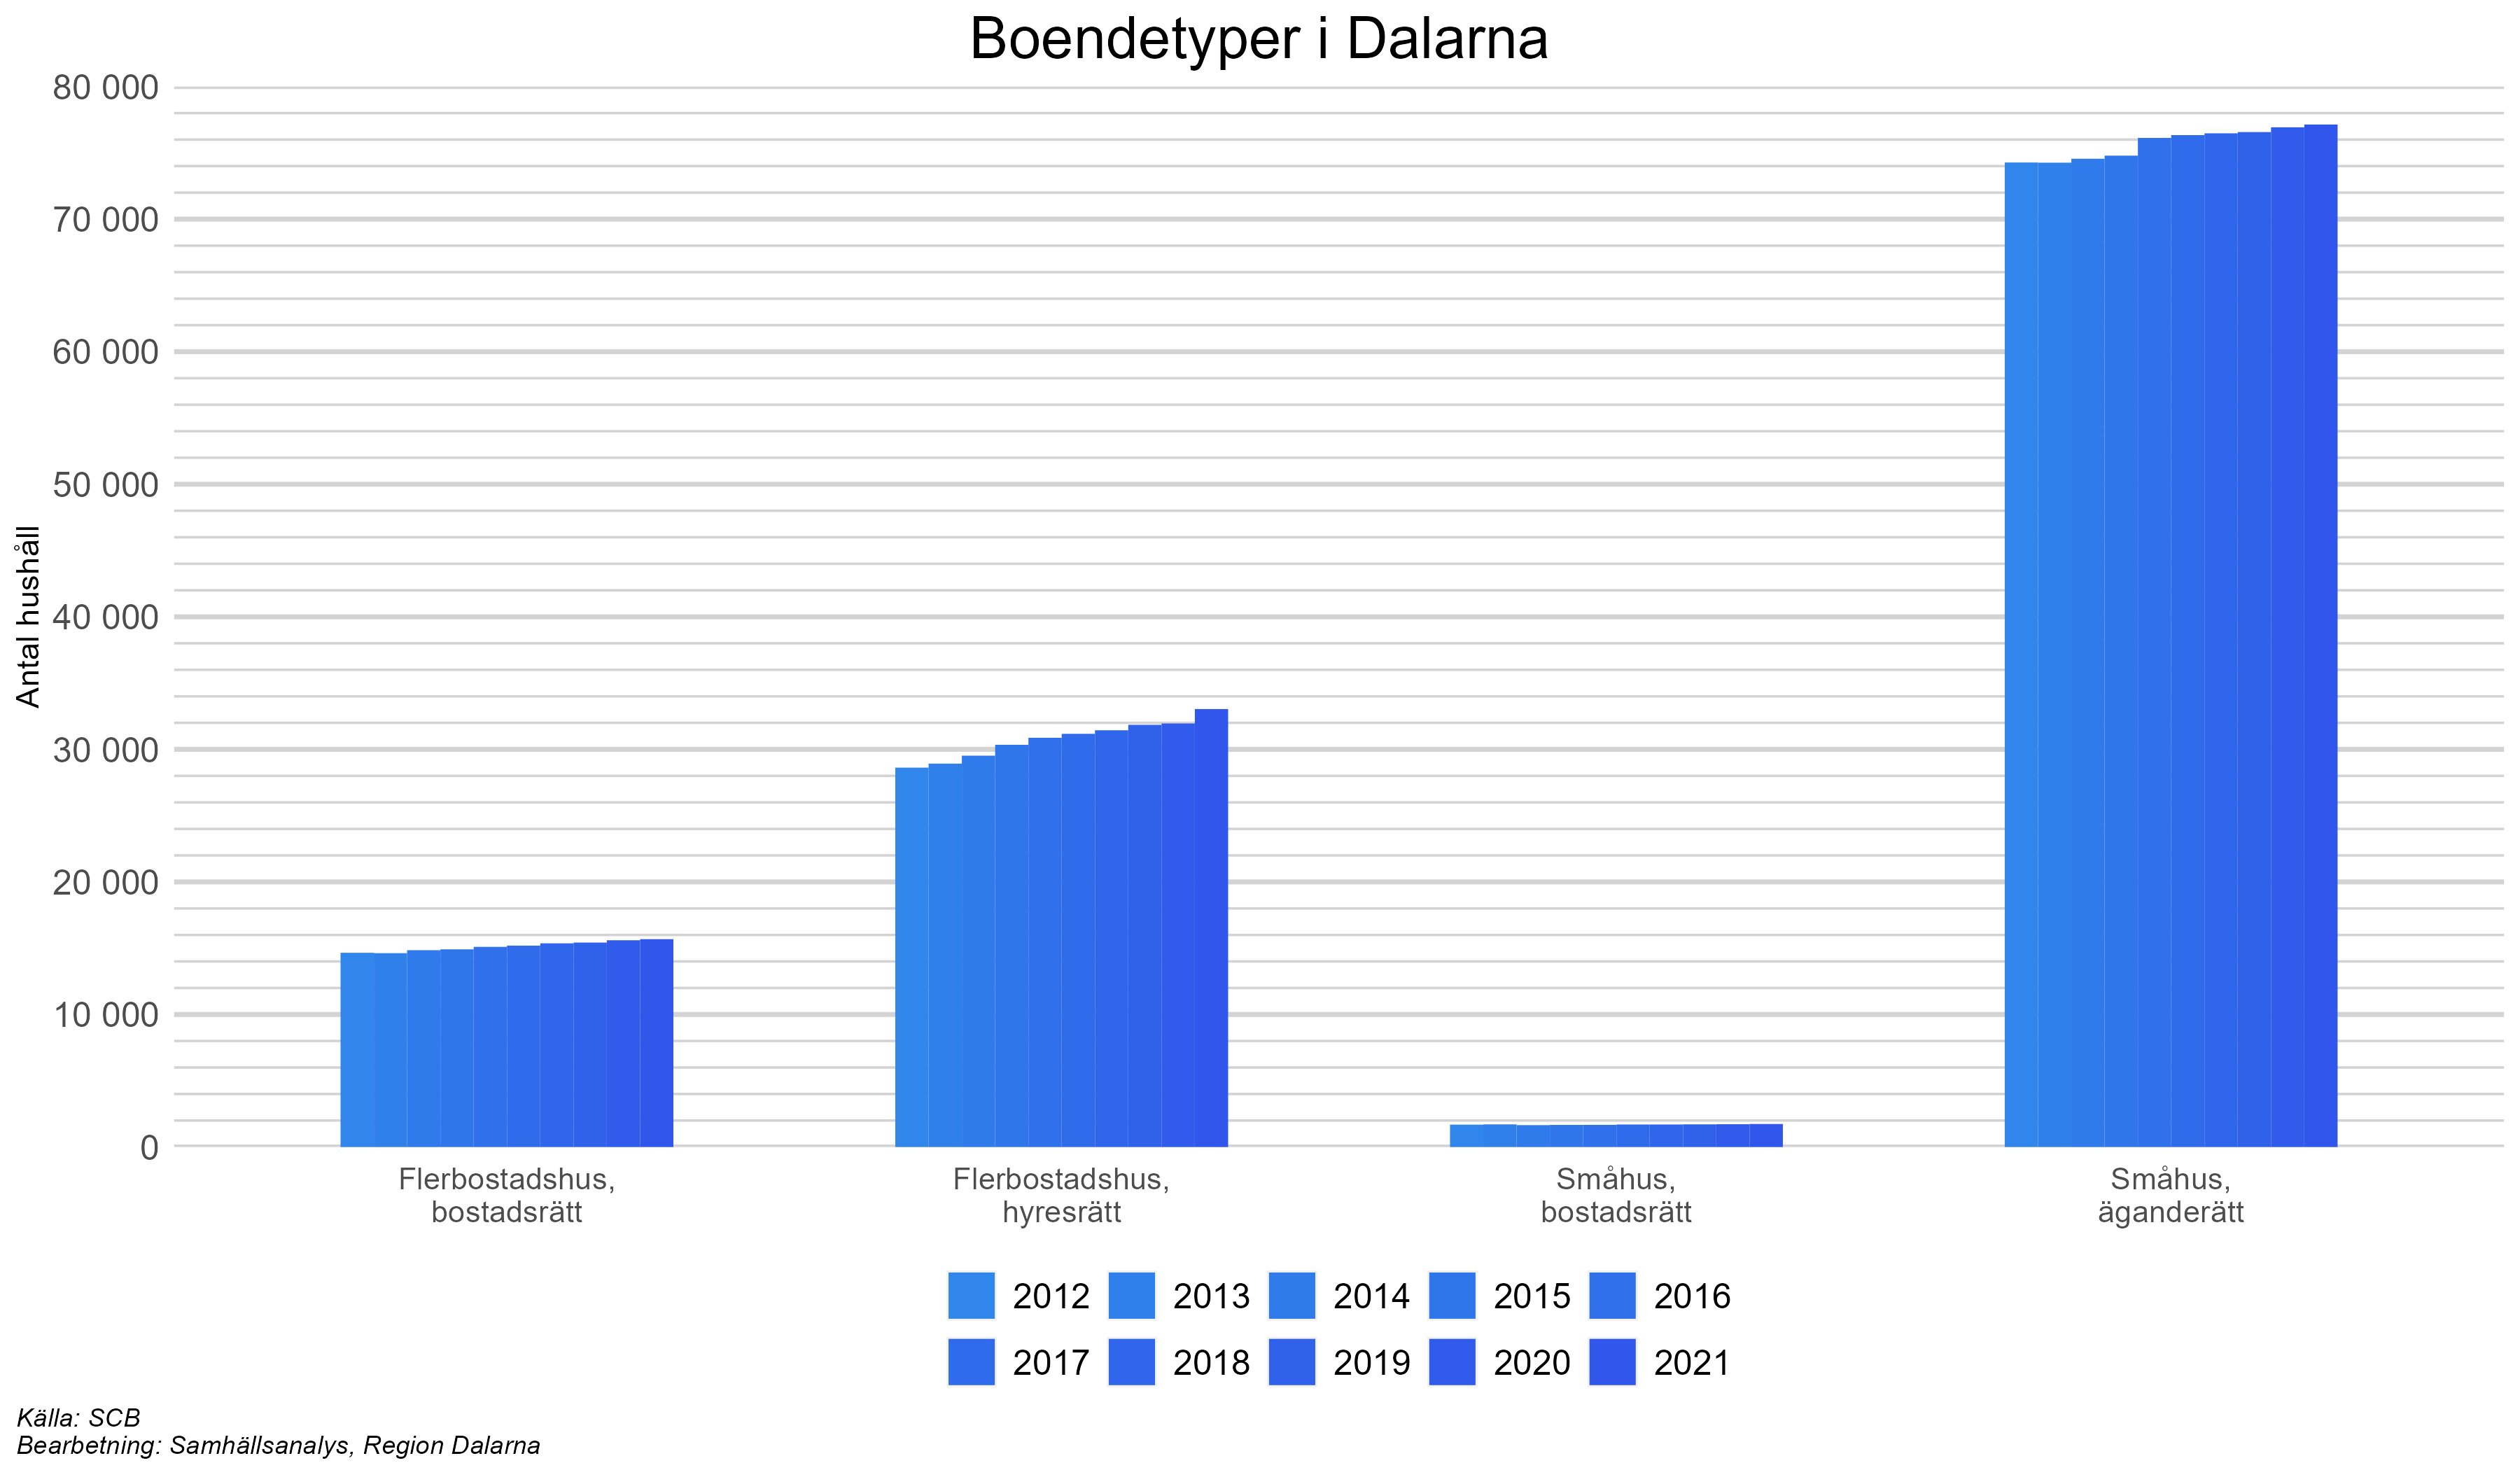 Boendetyper i Dalarna
80 000
70 000
60 000
50 000
40 000
30 000
20 000
10 000
0
Antal hushåll
Flerbostadshus,
bostadsrätt
Flerbostadshus,
hyresrätt
Småhus,
bostadsrätt
Småhus,
äganderätt
2012 2013 2014 2015 2016
2017 2018 2019 2020 2021
Källa: SCB
Bearbetning: Samhällsanalys, Region Dalarna